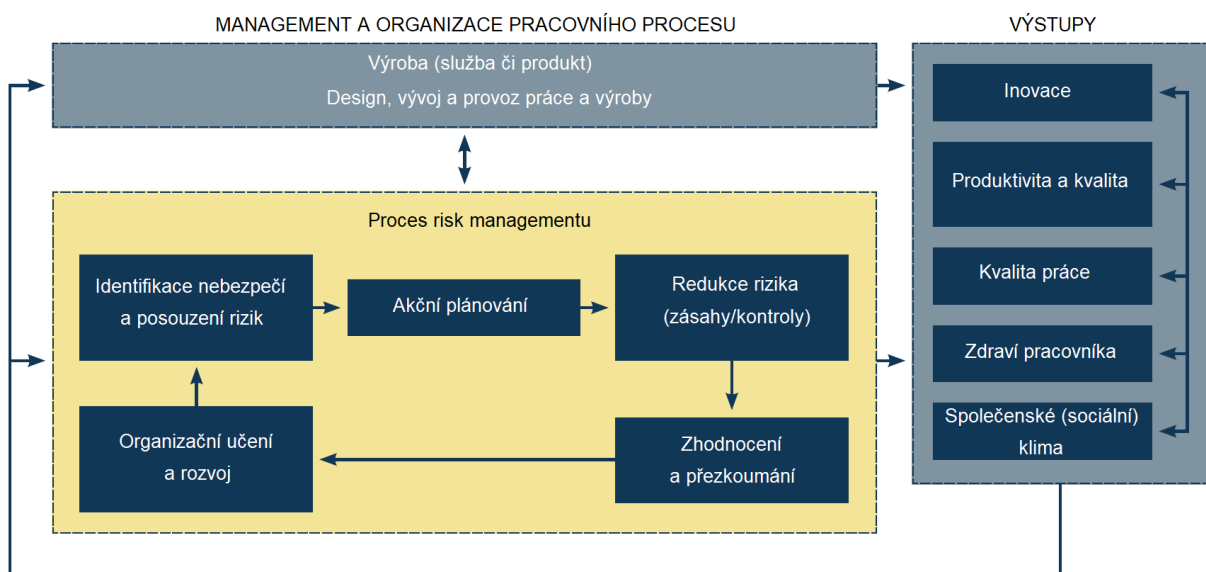 MANAGEMENT A ORGANIZACE PRACOVNÍHO PROCESU
VÝSTUPY
Výroba (služba či produkt)
Design, vývoj a provoz práce a výroby
Proces risk managementu
Identifikace nebezpečí
a posouzení rizik
Akční plánování
Redukce rizika
(zásahy/kontroly)
Organizační učení
a rozvoj
Zhodnocení
a přezkoumání
Inovace
Produktivita a kvalita
Kvalita práce
Zdraví pracovníka
Společenské (sociální)
klima